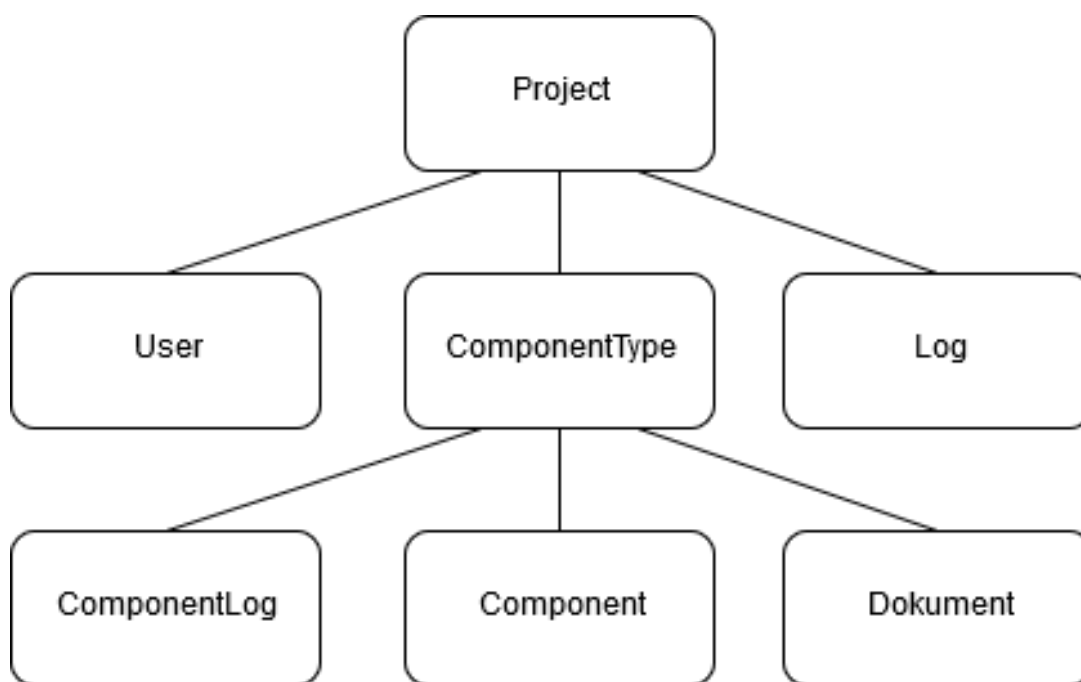 Project
User
ComponentType
Log
ComponentLog
Component
Dokument